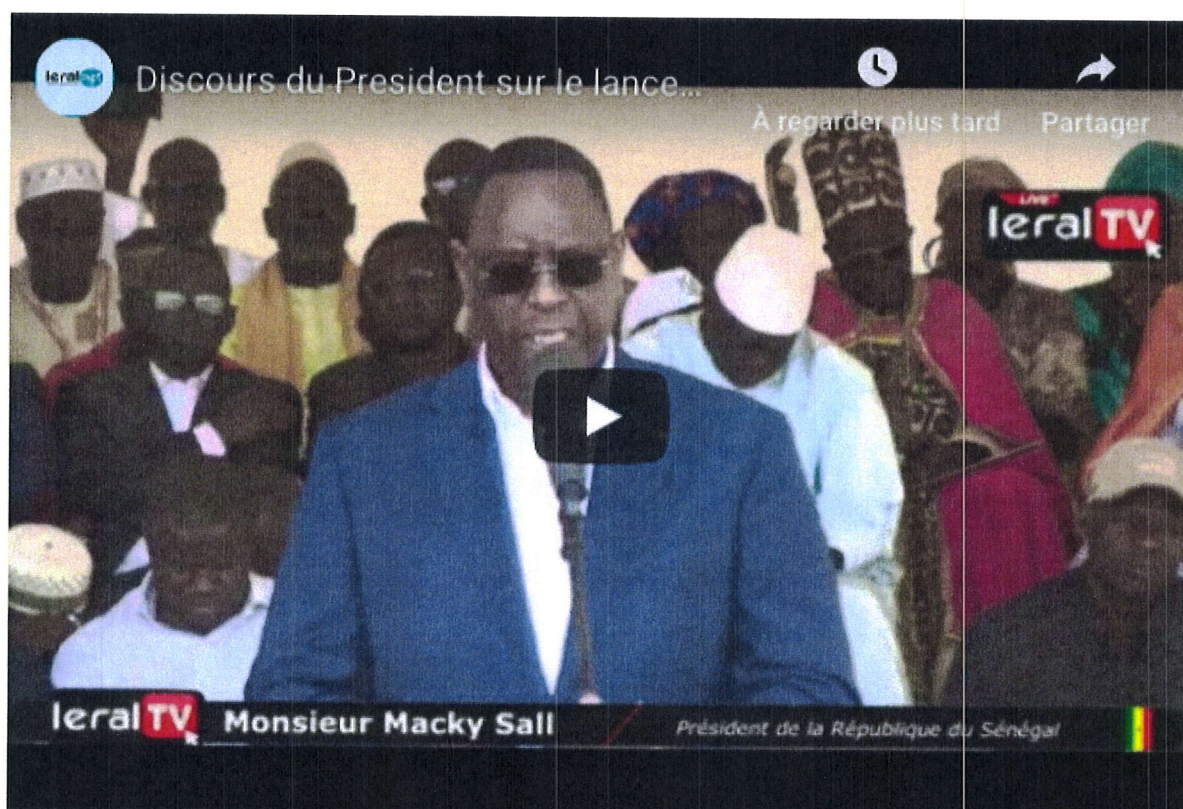 leral
Discours du President sur le lance...
À regarder plus tard
Partager
LIVE
leral TV
leral TV
Monsieur Macky Sall
Président de la République du Sénégal